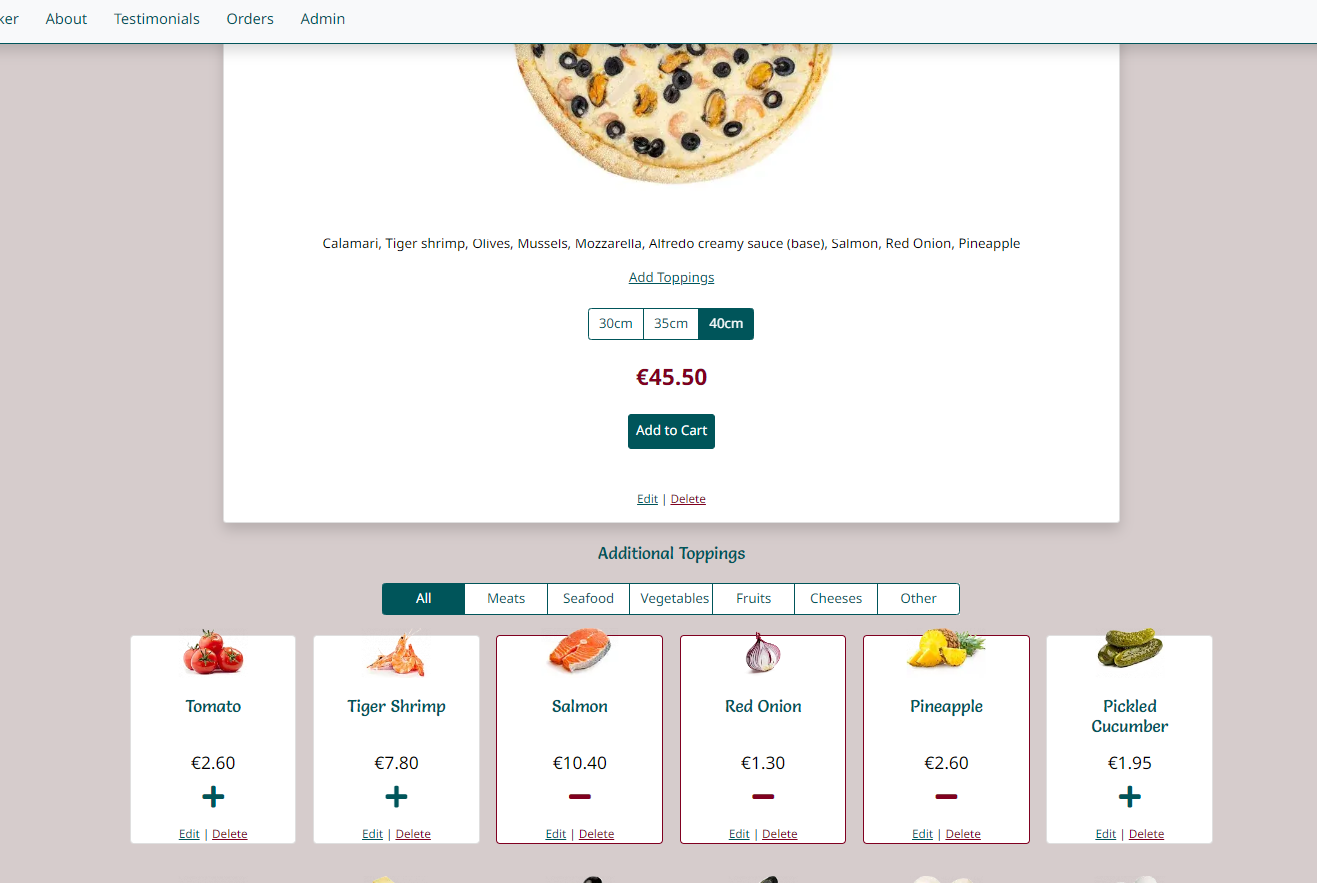 ker About Testimonials Orders Admin
Calamari, Tiger shrimp, Olives, Mussels, Mozzarella, Alfredo creamy sauce (base), Salmon, Red Onion, Pineapple
Add Toppings
30cm 35cm 40cm
€45.50
Add to Cart
Edit | Delete
Additional Toppings
All Meats Seafood Vegetables Fruits Cheeses Other
Tomato Tiger Shrimp Salmon Red Onion Pineapple Pickled
Cucumber
€2.60 €7.80 €10.40 €1.30 €2.60 €1.95
Edit | Delete Edit | Delete Edit | Delete Edit | Delete Edit | Delete Edit | Delete